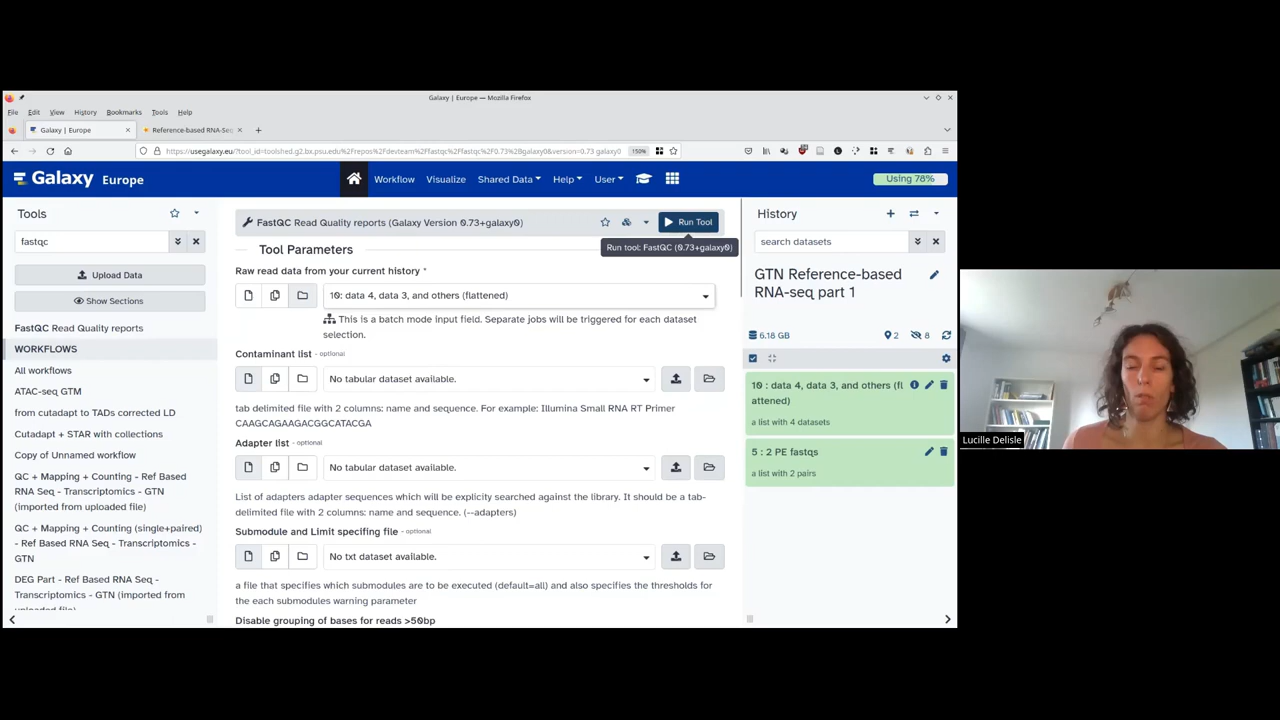 Galaxy | Europe — Mozilla Firefox
File Edit View History Bookmarks Tools Help
Galaxy | Europe
Reference-based RNA-Seq
150%
Galaxy Europe
Workflow Visualize Shared Data Help User
Using 78%
Tools
fastqc
Upload Data
Show Sections
FastQC Read Quality reports
WORKFLOWS
All workflows
ATAC-seq GTM
from cutadapt to TADs corrected LD
Cutadapt + STAR with collections
Copy of Unnamed workflow
QC + Mapping + Counting - Ref Based
RNA Seq - Transcriptomics - GTN
(imported from uploaded file)
QC + Mapping + Counting (single+paired)
- Ref Based RNA Seq - Transcriptomics -
GTN
DEG Part - Ref Based RNA Seq -
Transcriptomics - GTN (imported from
uploaded file)
FastQC Read Quality reports (Galaxy Version 0.73+galaxy0)
Run Tool
Run tool: FastQC (0.73+galaxy0)
Tool Parameters
Raw read data from your current history *
10: data 4, data 3, and others (flattened)
This is a batch mode input field. Separate jobs will be triggered for each dataset
selection.
Contaminant list - optional
No tabular dataset available.
tab delimited file with 2 columns: name and sequence. For example: Illumina Small RNA RT Primer
CAAGCAGAAGACGGCATACGA
Adapter list - optional
No tabular dataset available.
List of adapters adapter sequences which will be explicity searched against the library. It should be a tab-
delimited file with 2 columns: name and sequence. (--adapters)
Submodule and Limit specifing file - optional
No txt dataset available.
a file that specifies which submodules are to be executed (default=all) and also specifies the thresholds for
the each submodules warning parameter
Disable grouping of bases for reads >50bp
History
search datasets
GTN Reference-based
RNA-seq part 1
6.18 GB
2
8
10 : data 4, data 3, and others (fl
attened)
a list with 4 datasets
5 : 2 PE fastqs
a list with 2 pairs
Lucille Delisle